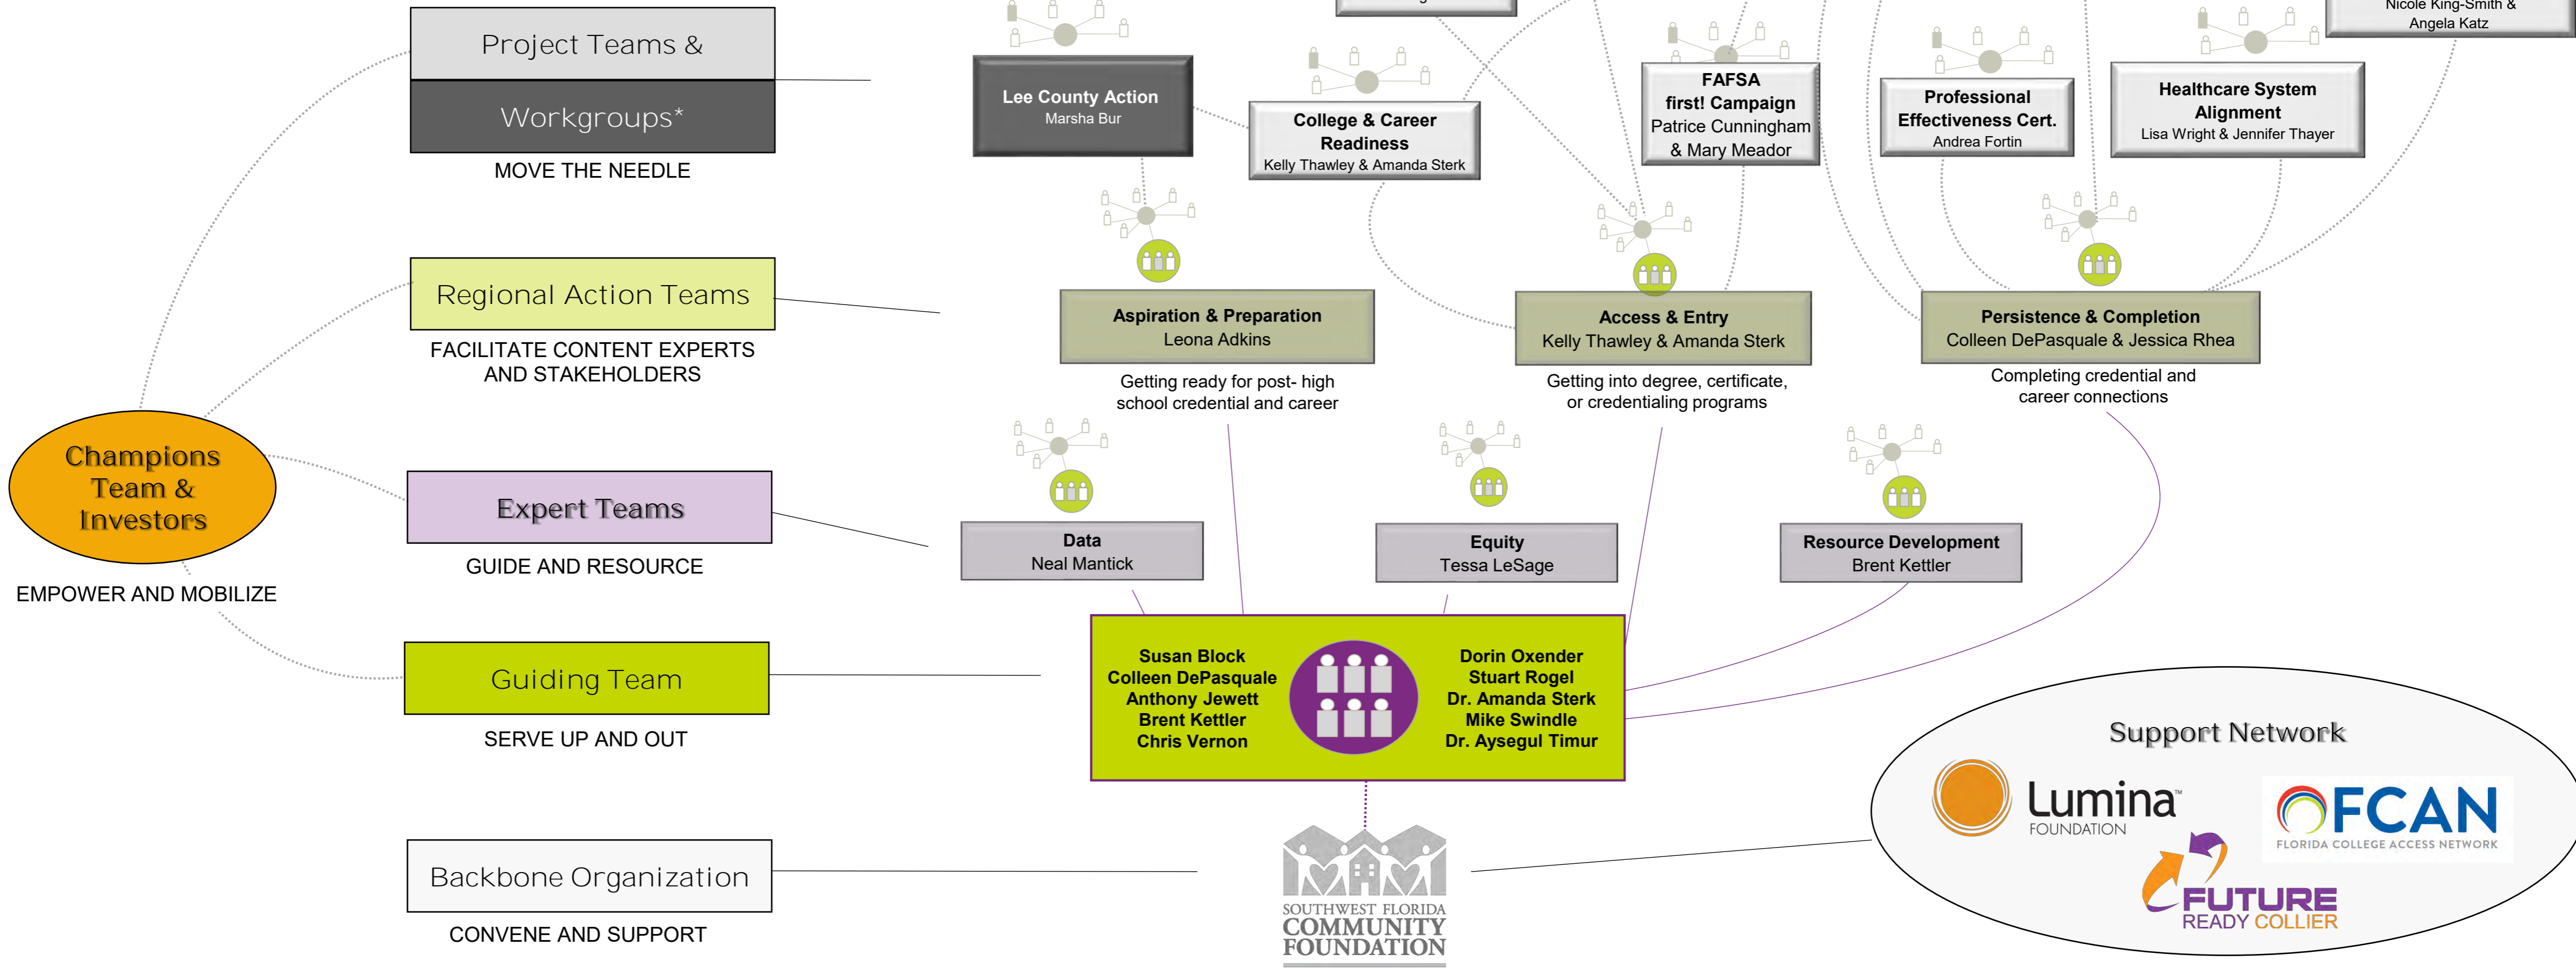 Project Teams &
Workgroups*
MOVE THE NEEDLE
Regional Action Teams
FACILITATE CONTENT EXPERTS
AND STAKEHOLDERS
Champions
Team &
Investors
EMPOWER AND MOBILIZE
Expert Teams
GUIDE AND RESOURCE
Guiding Team
SERVE UP AND OUT
Backbone Organization
CONVENE AND SUPPORT
Nicole King-Smith &
Angela Katz
Lee County Action
Marsha Bur
College & Career
Readiness
Kelly Thawley & Amanda Sterk
FAFSA
first! Campaign
Patrice Cunningham
& Mary Meador
Professional
Effectiveness Cert.
Andrea Fortin
Healthcare System
Alignment
Lisa Wright & Jennifer Thayer
Aspiration & Preparation
Leona Adkins
Getting ready for post- high
school credential and career
Access & Entry
Kelly Thawley & Amanda Sterk
Getting into degree, certificate,
or credentialing programs
Persistence & Completion
Colleen DePasquale & Jessica Rhea
Completing credential and
career connections
Data
Neal Mantick
Equity
Tessa LeSage
Resource Development
Brent Kettler
Susan Block
Colleen DePasquale
Anthony Jewett
Brent Kettler
Chris Vernon
Dorin Oxender
Stuart Rogel
Dr. Amanda Sterk
Mike Swindle
Dr. Aysegul Timur
SOUTHWEST FLORIDA
COMMUNITY
FOUNDATION
Support Network
Lumina™
FOUNDATION
FCAN
FLORIDA COLLEGE ACCESS NETWORK
FUTURE
READY COLLIER